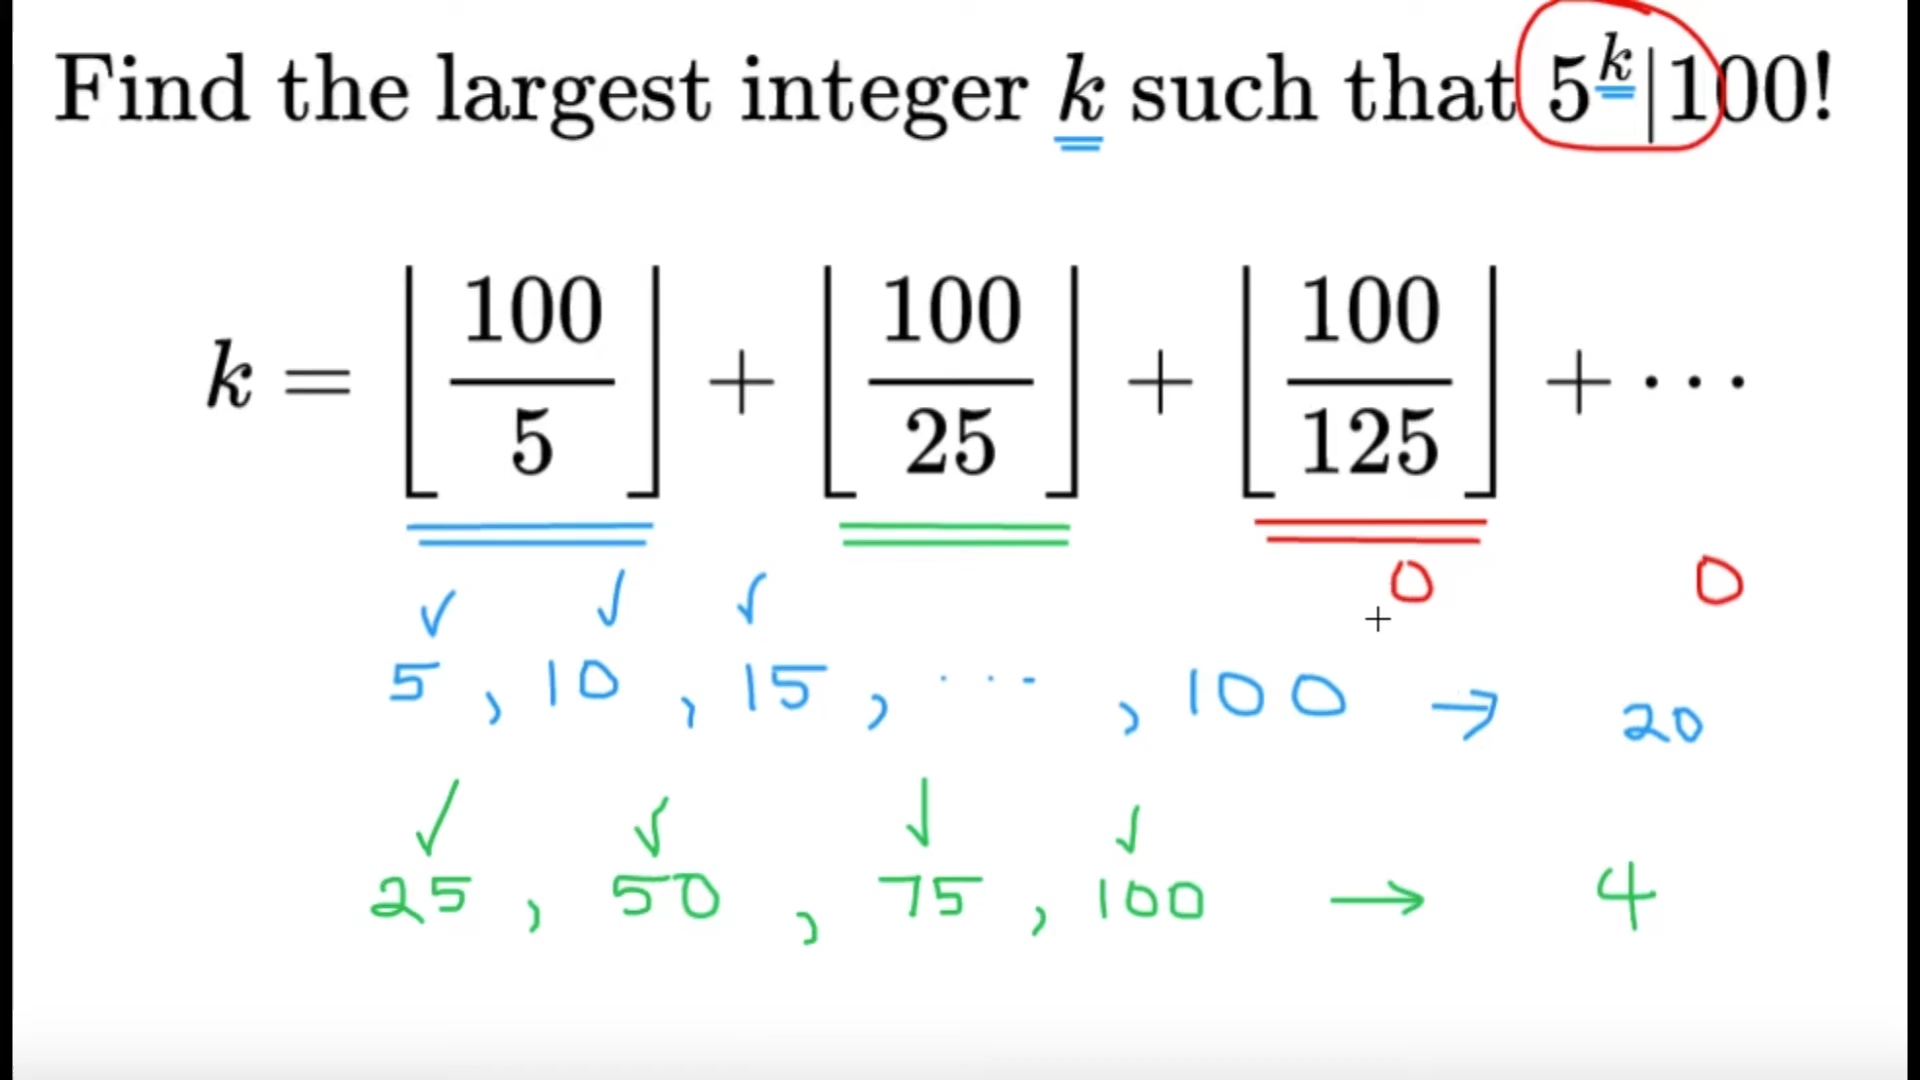 Find the largest integer k such that 5^k|100!
k = ⌊100/5⌋ + ⌊100/25⌋ + ⌊100/125⌋ + ⋯
0 0
5 , 10 , 15 , ... , 100 → 20
25 , 50 , 75 , 100 → 4